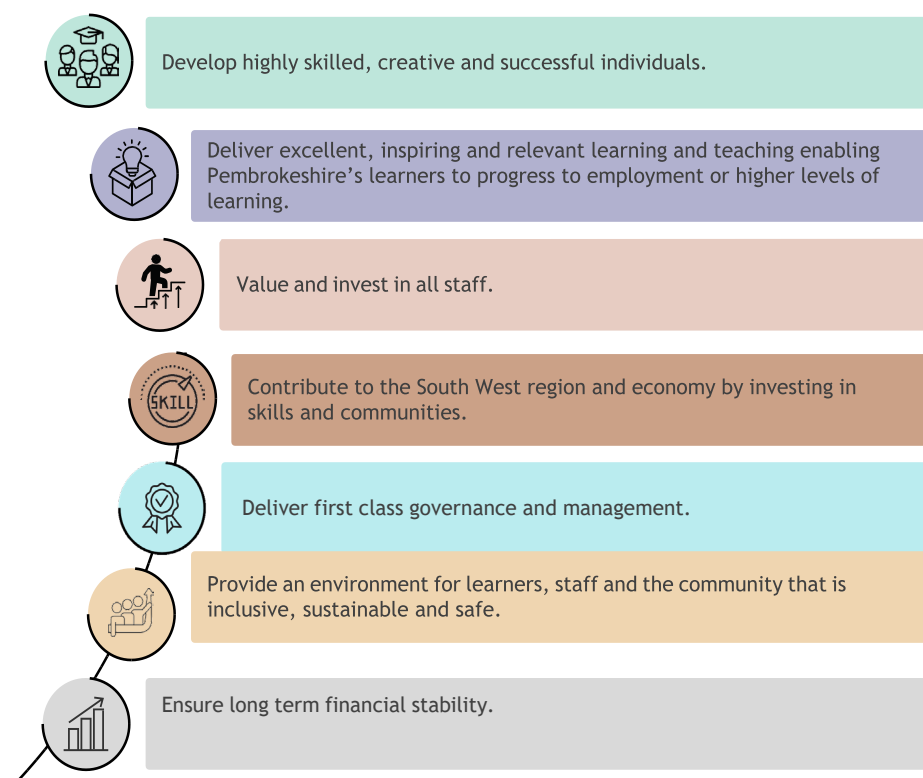 Develop highly skilled, creative and successful individuals.
Deliver excellent, inspiring and relevant learning and teaching enabling
Pembrokeshire’s learners to progress to employment or higher levels of
learning.
Value and invest in all staff.
SKILL
Contribute to the South West region and economy by investing in
skills and communities.
Deliver first class governance and management.
Provide an environment for learners, staff and the community that is
inclusive, sustainable and safe.
Ensure long term financial stability.